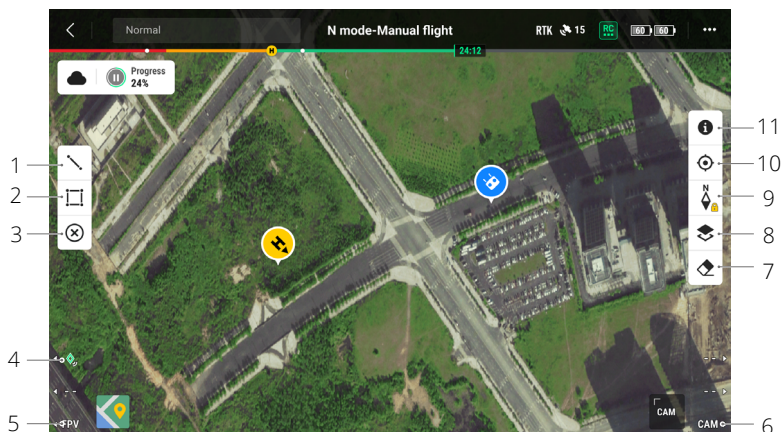 Normal
N mode-Manual flight
RTK 15
RC
60 60
H
24:12
Progress
24%
1
2
3
4
5
11
10
N
9
8
7
H
FPV
CAM
CAM
6